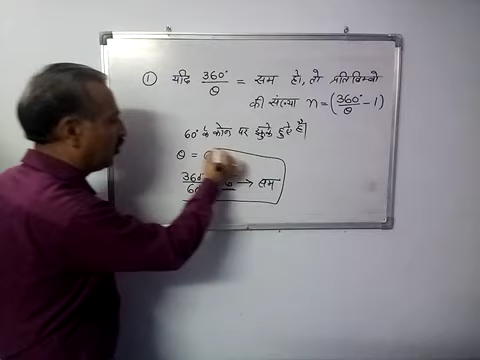 ① यदि 360°/θ = सम हो, तो प्रतिबिम्बो
की संख्या n = (360°/θ - 1)
60° के कोन पर झुके हुऐ है।
θ =
360°/60 → सम